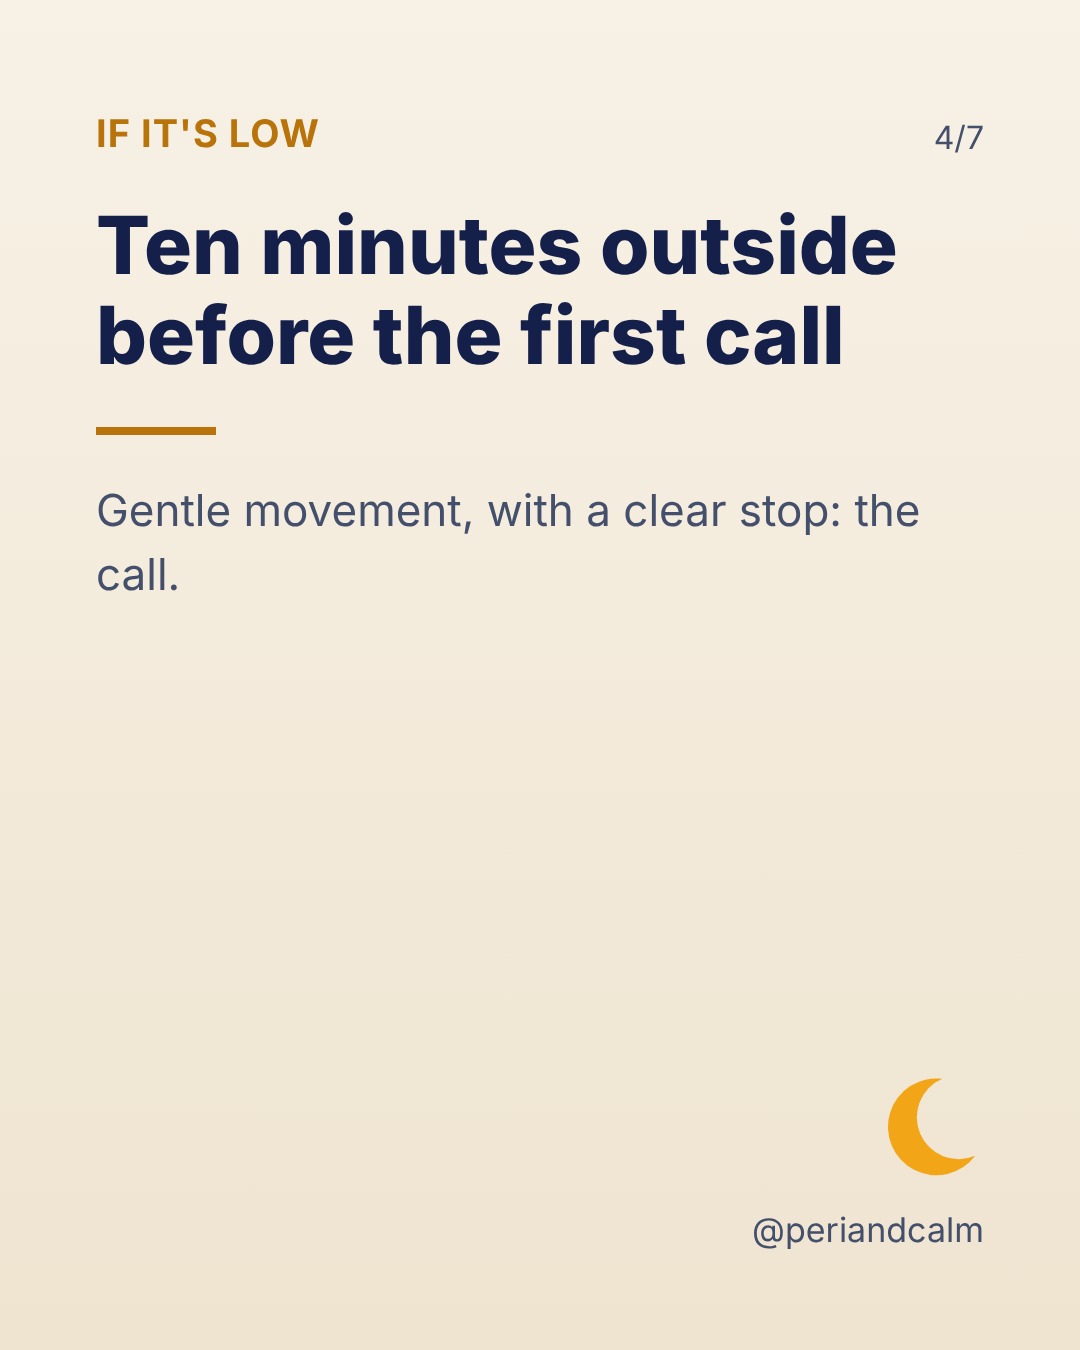 IF IT'S LOW
4/7
Ten minutes outside
before the first call
Gentle movement, with a clear stop: the
call.
@periandcalm